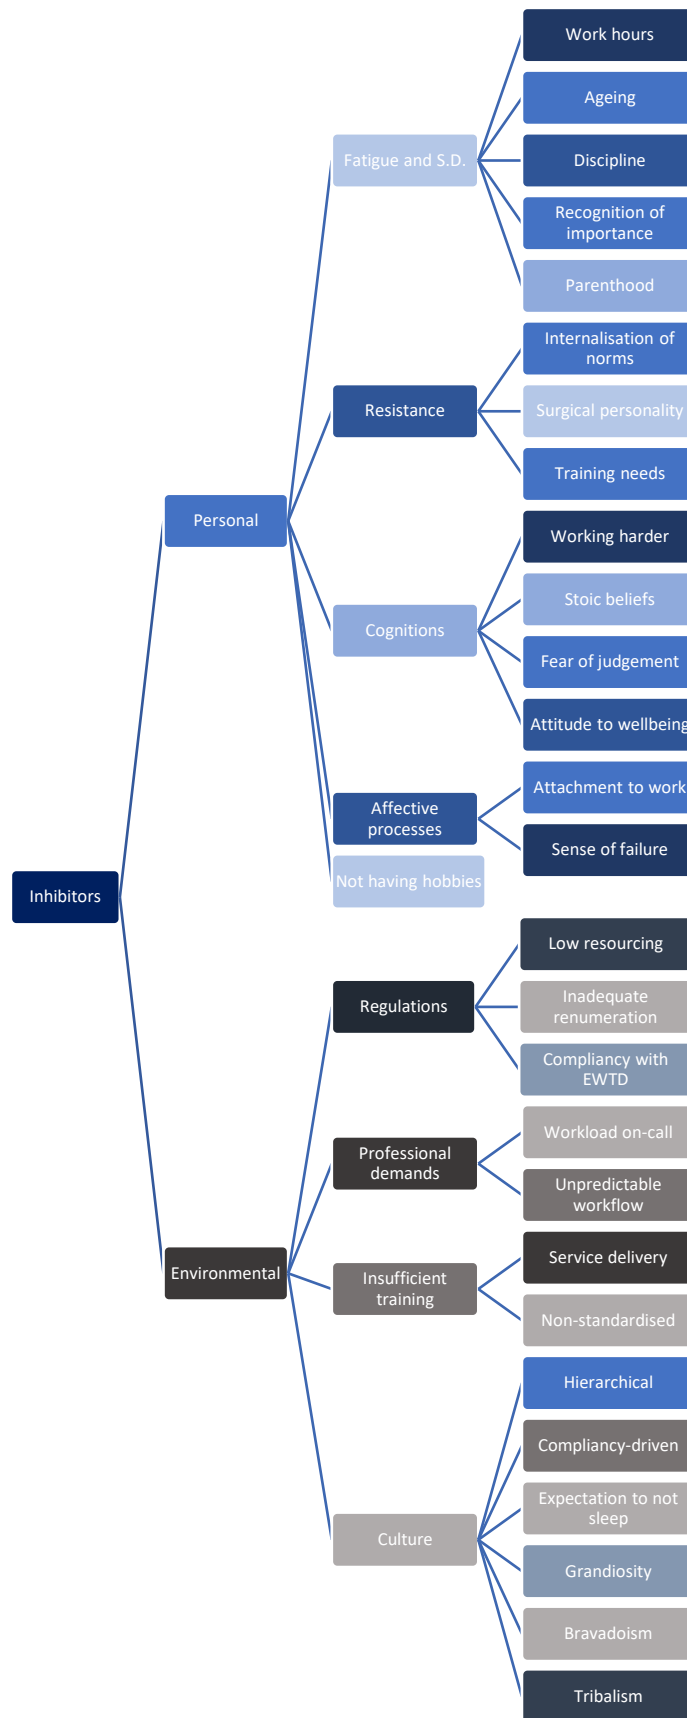 Work hours
Ageing
Fatigue and S.D.
Discipline
Recognition of
importance
Parenthood
Internalisation of
norms
Resistance
Surgical personality
Training needs
Personal
Working harder
Stoic beliefs
Cognitions
Fear of judgement
Attitude to wellbeing
Attachment to work
Affective
processes
Sense of failure
Not having hobbies
Inhibitors
Low resourcing
Regulations
Inadequate
renumeration
Compliancy with
EWTD
Professional
demands
Workload on-call
Unpredictable
workflow
Environmental
Insufficient
training
Service delivery
Non-standardised
Hierarchical
Compliancy-driven
Expectation to not
sleep
Culture
Grandiosity
Bravadoism
Tribalism